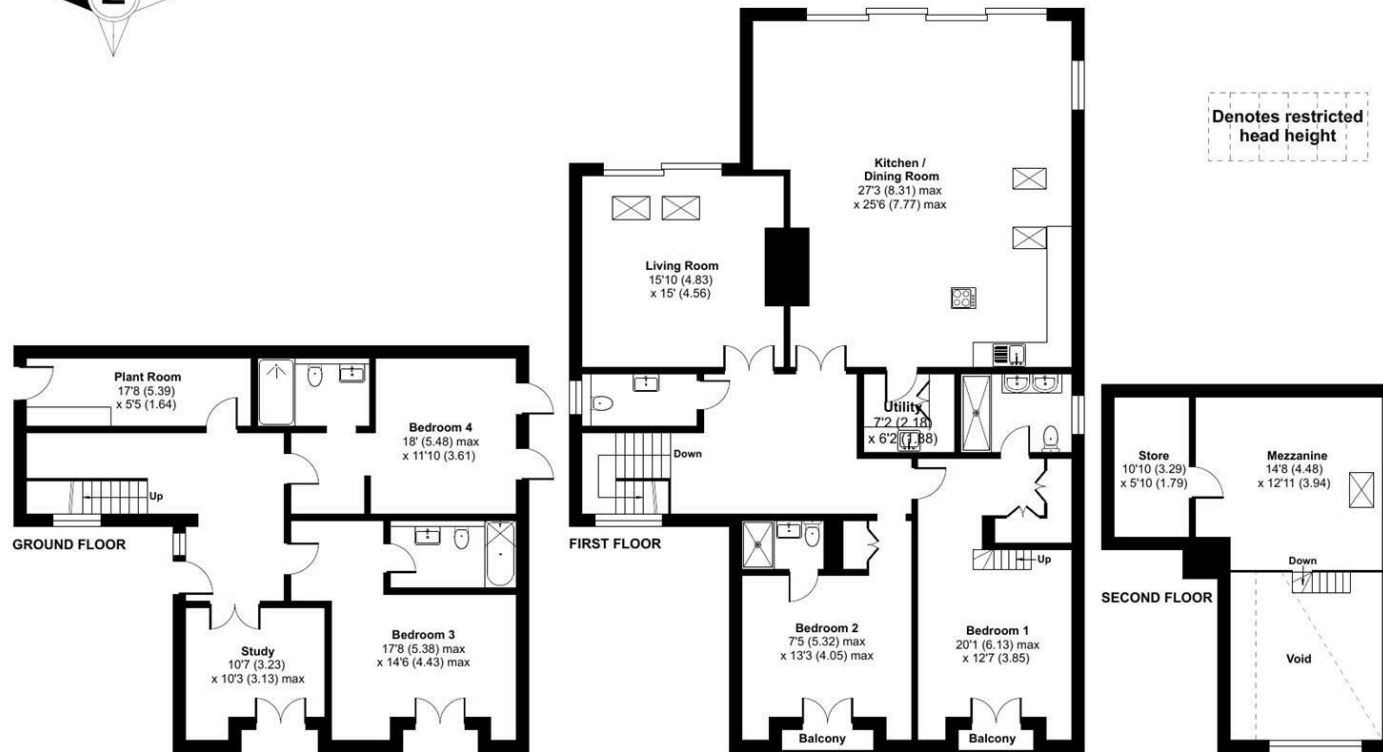 Denotes restricted
head height
Kitchen /
Dining Room
27'3 (8.31) max
x 25'6 (7.77) max
Living Room
15'10 (4.83)
x 15' (4.56)
Plant Room
17'8 (5.39)
x 5'5 (1.64)
Bedroom 4
18' (5.48) max
x 11'10 (3.61)
Up
GROUND FLOOR
Bedroom 3
17'8 (5.38) max
x 14'6 (4.43) max
Study
10'7 (3.23)
x 10'3 (3.13) max
Utility
7'2 (2.18)
x 6'2 (1.88)
Down
FIRST FLOOR
Bedroom 2
7'5 (5.32) max
x 13'3 (4.05) max
Balcony
Up
Bedroom 1
20'1 (6.13) max
x 12'7 (3.85)
Balcony
Store
10'10 (3.29)
x 5'10 (1.79)
Mezzanine
14'8 (4.48)
x 12'11 (3.94)
Down
SECOND FLOOR
Void